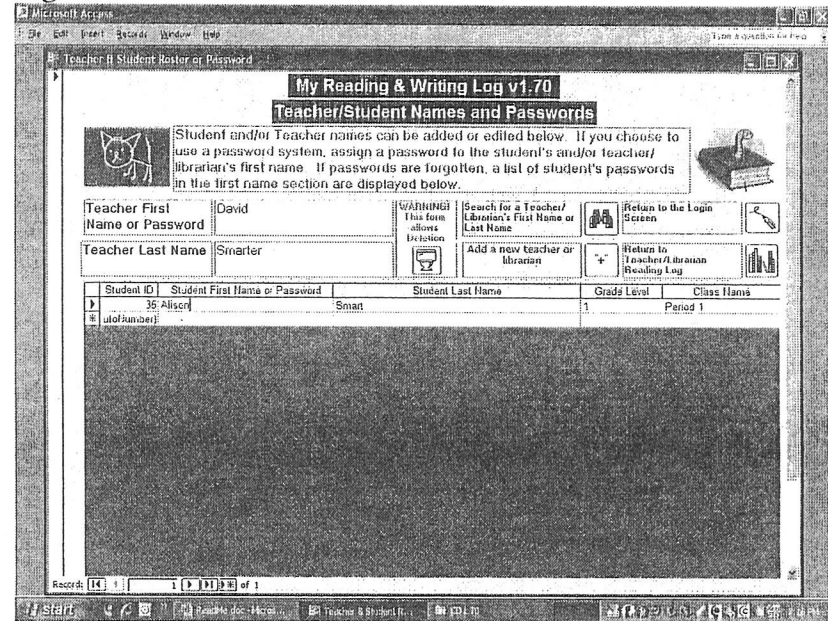 Microsoft Access
File Edit Insert Records Window Help
Type a question for help
Teacher & Student Roster or Password
My Reading & Writing Log v1.70
Teacher/Student Names and Passwords
Student and/or Teacher names can be added or edited below. If you choose to
use a password system, assign a password to the student's and/or teacher/
librarian's first name. If passwords are forgotten, a list of student's passwords
in the first name section are displayed below.
Teacher First
Name or Password
David
WARNING!
This form
allows
Deletion
Search for a Teacher/
Librarian's First Name or
Last Name
Return to the Login
Screen
Teacher Last Name
Smarter
Add a new teacher or
librarian
Return to
Teacher/Librarian
Reading Log
Student ID Student First Name or Password Student Last Name Grade Level Class Name
36 Alison Smart 1 Period 1
utoNumber)
Record: 1 of 1
start
ReadMe doc - Micros...
Teacher & Student R...